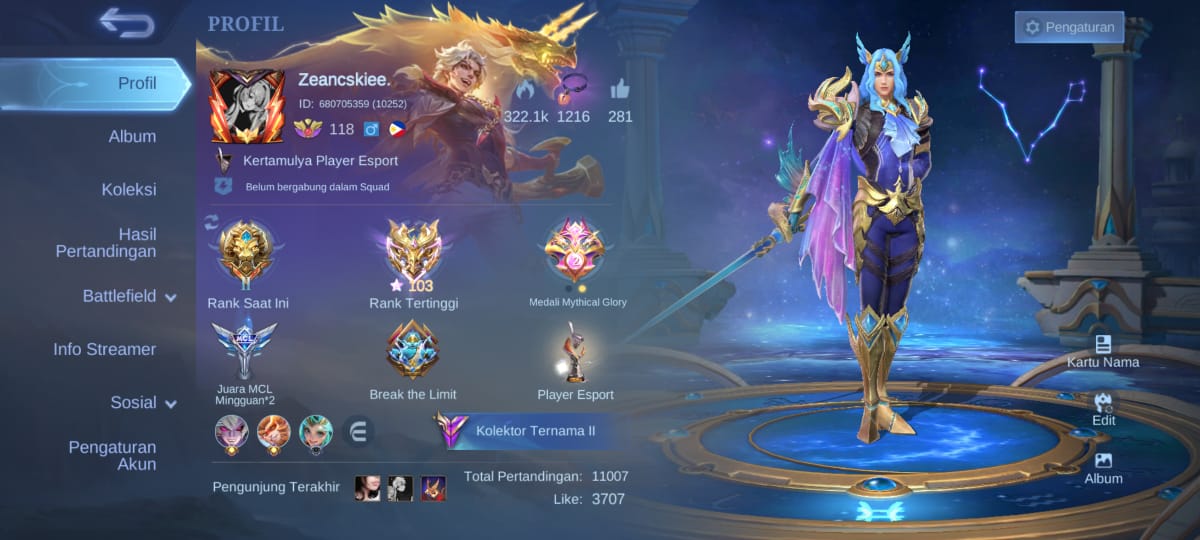 PROFIL
Pengaturan
Profil
Album
Koleksi
Hasil
Pertandingan
Battlefield
Info Streamer
Sosial
Pengaturan
Akun
Zeancskiee.
ID: 680705359 (10252)
118
322.1k
1216
281
Kertamulya Player Esport
Belum bergabung dalam Squad
II
Rank Saat Ini
103
Rank Tertinggi
2
Medali Mythical Glory
MCL
Juara MCL
Mingguan*2
Break the Limit
Player Esport
Kolektor Ternama II
Pengunjung Terakhir
Total Pertandingan: 11007
Like: 3707
Kartu Nama
Edit
Album